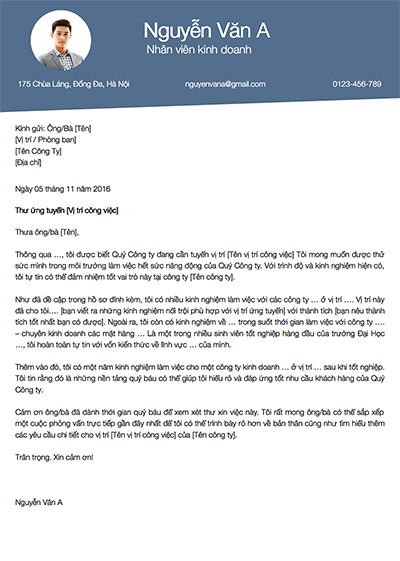 Nguyễn Văn A
Nhân viên kinh doanh
175 Chùa Láng, Đống Đa, Hà Nội
nguyenvana@gmail.com
0123-456-789
Kính gửi: Ông/Bà [Tên]
[Vị trí / Phòng ban]
[Tên Công Ty]
[Địa chỉ]
Ngày 05 tháng 11 năm 2016
Thư ứng tuyển [Vị trí công việc]
Thưa ông/bà [Tên],
Thông qua …, tôi được biết Quý Công ty đang cần tuyển vị trí [Tên vị trí công việc] Tôi mong muốn được thử
sức mình trong môi trường làm việc hết sức năng động của Quý Công ty. Với trình độ và kinh nghiệm hiện có,
tôi tự tin có thể đảm nhiệm tốt vai trò này tại công ty [Tên công ty].
Như đã đề cập trong hồ sơ đính kèm, tôi có nhiều kinh nghiệm làm việc với các công ty … ở vị trí …. Vị trí này
đã cho tôi…. [bạn viết ra những kinh nghiệm nổi trội phù hợp với vị trí ứng tuyển] với thành tích [bạn nêu thành
tích tốt nhất bạn có được]. Ngoài ra, tôi còn có kinh nghiệm về … trong suốt thời gian làm việc với công ty ….
– chuyên kinh doanh các mặt hàng … Là một trong nhiều sinh viên tốt nghiệp hàng đầu của trường Đại Học
…, tôi hoàn toàn tự tin với vốn kiến thức về lĩnh vực … của mình.
Thêm vào đó, tôi có một năm kinh nghiệm làm việc cho một công ty kinh doanh … ở vị trí … sau khi tốt nghiệp.
Tôi tin rằng đó là những nền tảng quý báu có thể giúp tôi hiểu rõ và đáp ứng tốt nhu cầu khách hàng của Quý
Công ty.
Cám ơn ông/bà đã dành thời gian quý báu để xem xét thư xin việc này. Tôi rất mong ông/bà có thể sắp xếp
một cuộc phỏng vấn trực tiếp gần đây nhất để tôi có thể trình bày rõ hơn về bản thân cũng như tìm hiểu thêm
các yêu cầu chi tiết cho vị trí [Tên vị trí công việc] của [Tên công ty].
Trân trọng. Xin cảm ơn!
Nguyễn Văn A